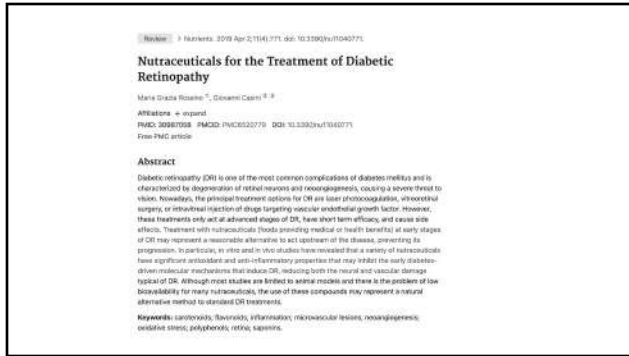 Review > Nutrients. 2019 Apr 2;11(4):771. doi: 10.3390/nu11040771.
Nutraceuticals for the Treatment of Diabetic
Retinopathy
Maria Grazia Rossino 1, Giovanni Casini 2 3
Affiliations + expand
PMID: 30987058 PMCID: PMC6520779 DOI: 10.3390/nu11040771
Free PMC article
Abstract
Diabetic retinopathy (DR) is one of the most common complications of diabetes mellitus and is
characterized by degeneration of retinal neurons and neoangiogenesis, causing a severe threat to
vision. Nowadays, the principal treatment options for DR are laser photocoagulation, vitreoretinal
surgery, or intravitreal injection of drugs targeting vascular endothelial growth factor. However,
these treatments only act at advanced stages of DR, have short term efficacy, and cause side
effects. Treatment with nutraceuticals (foods providing medical or health benefits) at early stages
of DR may represent a reasonable alternative to act upstream of the disease, preventing its
progression. In particular, in vitro and in vivo studies have revealed that a variety of nutraceuticals
have significant antioxidant and anti-inflammatory properties that may inhibit the early diabetes-
driven molecular mechanisms that induce DR, reducing both the neural and vascular damage
typical of DR. Although most studies are limited to animal models and there is the problem of low
bioavailability for many nutraceuticals, the use of these compounds may represent a natural
alternative method to standard DR treatments.
Keywords: carotenoids; flavonoids; inflammation; microvascular lesions; neoangiogenesis;
oxidative stress; polyphenols; retina; saponins.